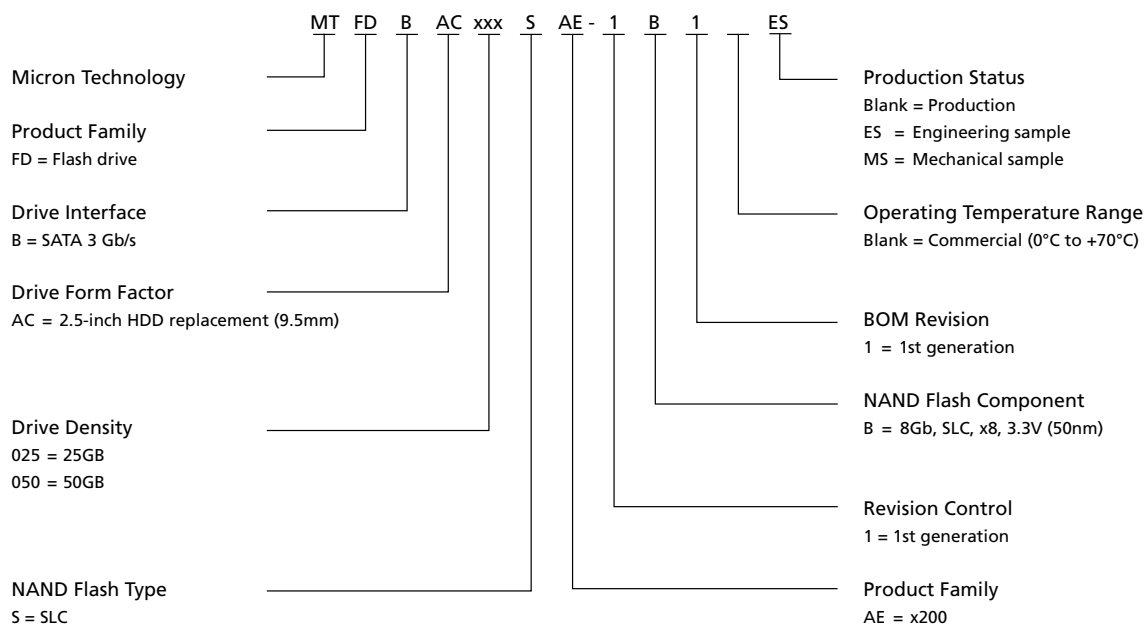 MT FD B AC xxx S AE - 1 B 1 ES
Micron Technology
Product Family
FD = Flash drive
Drive Interface
B = SATA 3 Gb/s
Drive Form Factor
AC = 2.5-inch HDD replacement (9.5mm)
Drive Density
025 = 25GB
050 = 50GB
NAND Flash Type
S = SLC
Production Status
Blank = Production
ES = Engineering sample
MS = Mechanical sample
Operating Temperature Range
Blank = Commercial (0°C to +70°C)
BOM Revision
1 = 1st generation
NAND Flash Component
B = 8Gb, SLC, x8, 3.3V (50nm)
Revision Control
1 = 1st generation
Product Family
AE = x200